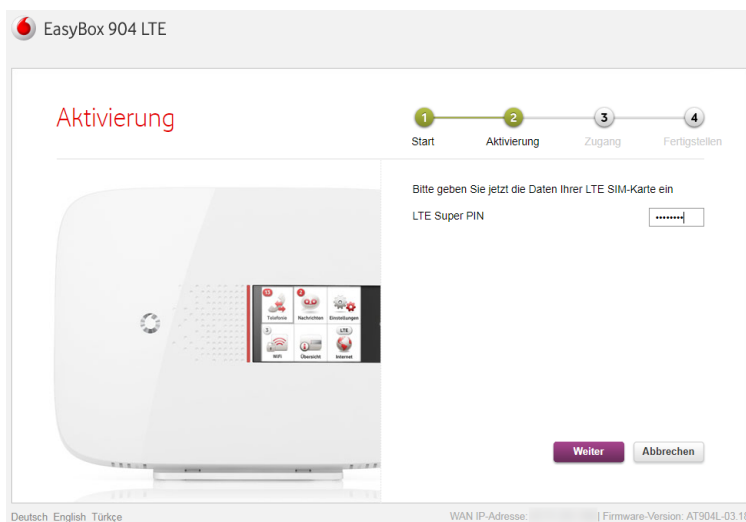 EasyBox 904 LTE
Aktivierung
1 2 3 4
Start Aktivierung Zugang Fertigstellen
Bitte geben Sie jetzt die Daten Ihrer LTE SIM-Karte ein
LTE Super PIN
Telefonie Nachrichten Einstellungen
LTE
WiFi Übersicht Internet
Weiter Abbrechen
Deutsch English Türkçe
WAN IP-Adresse: | Firmware-Version: AT904L-03.18